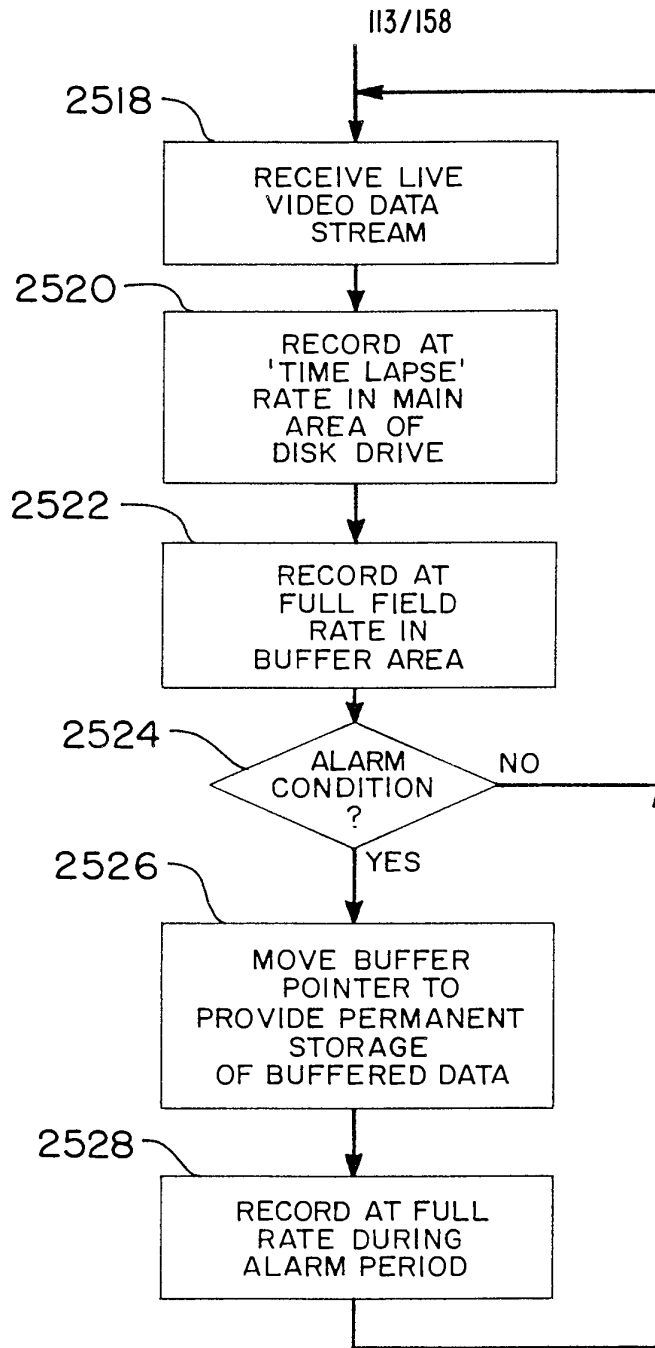 113/158
2518
RECEIVE LIVE
VIDEO DATA
STREAM
2520
RECORD AT
'TIME LAPSE'
RATE IN MAIN
AREA OF
DISK DRIVE
2522
RECORD AT
FULL FIELD
RATE IN
BUFFER AREA
2524
ALARM
CONDITION
?
NO
YES
2526
MOVE BUFFER
POINTER TO
PROVIDE PERMANENT
STORAGE
OF BUFFERED DATA
2528
RECORD AT FULL
RATE DURING
ALARM PERIOD